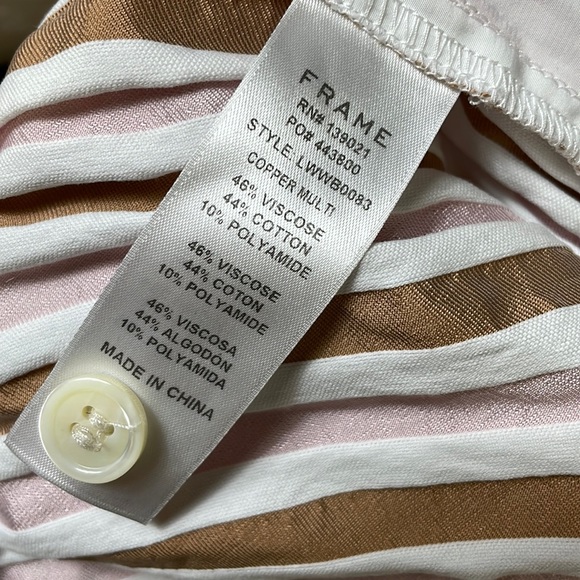 FRAME
RN# 139021
PO# 443800
STYLE. LWWB0083
COPPER MULTI
46% VISCOSE
44% COTTON
10% POLYAMIDE
46% VISCOSE
44% COTON
10% POLYAMIDE
46% VISCOSA
44% ALGODÓN
10% POLYAMIDA
MADE IN CHINA